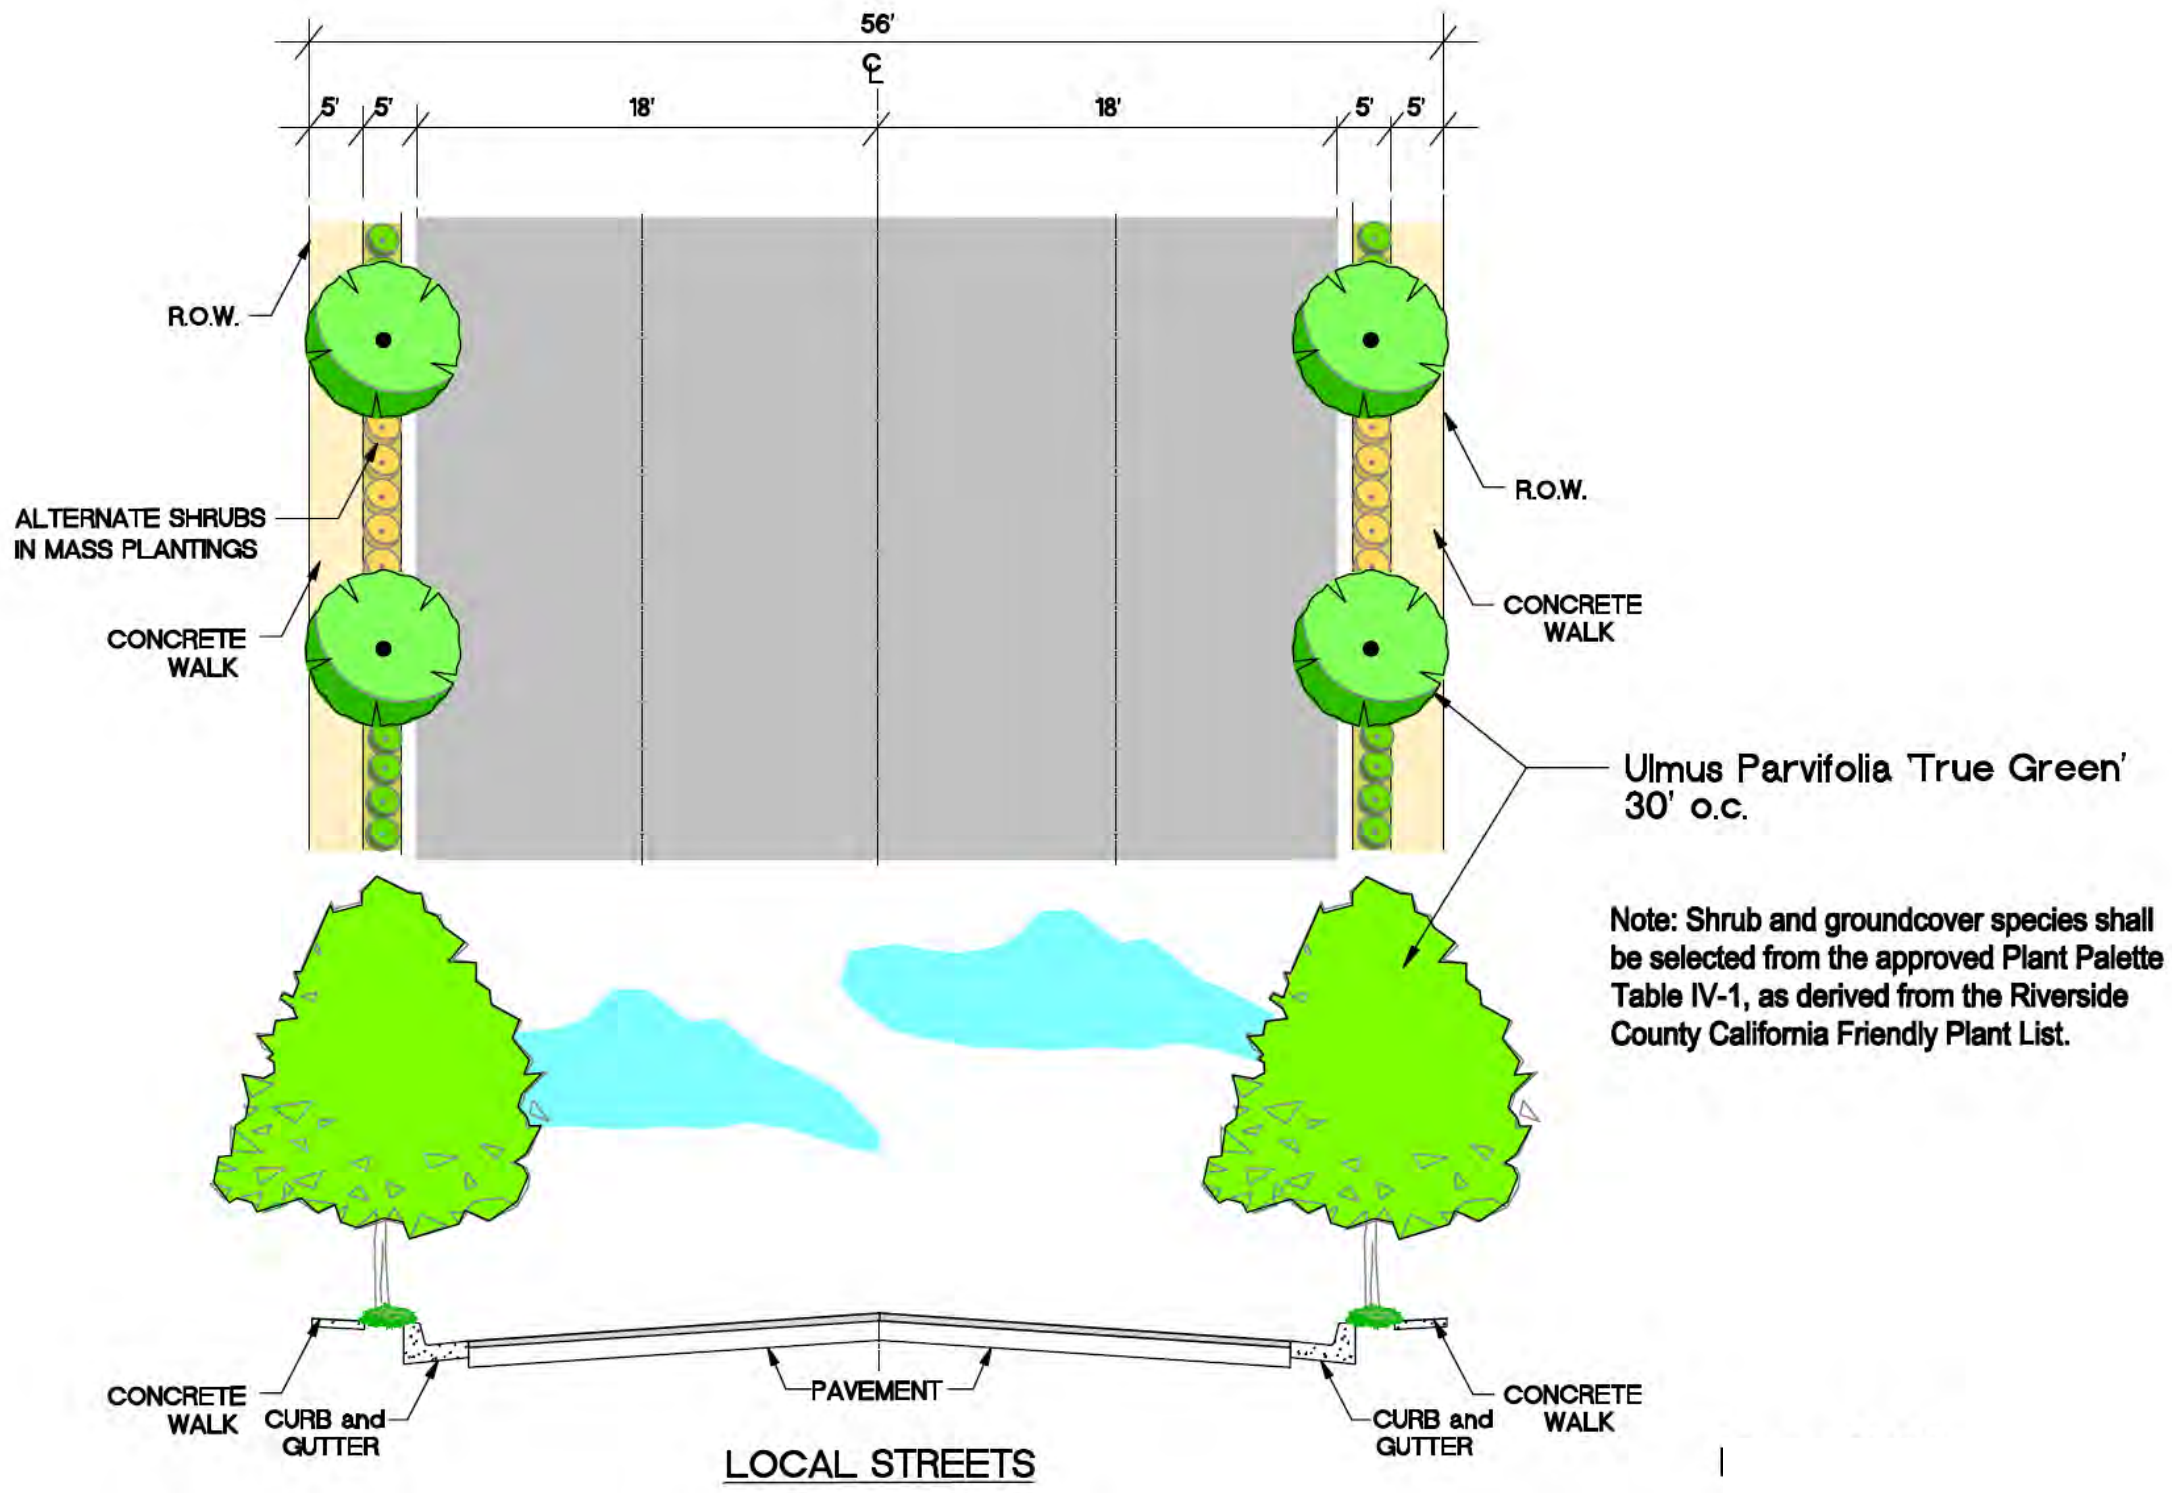 56'
℄
5' 5' 18' 18' 5' 5'
R.O.W.
R.O.W.
ALTERNATE SHRUBS
IN MASS PLANTINGS
CONCRETE
WALK
CONCRETE
WALK
Ulmus Parvifolia 'True Green'
30' o.c.
Note: Shrub and groundcover species shall
be selected from the approved Plant Palette
Table IV-1, as derived from the Riverside
County California Friendly Plant List.
CONCRETE
WALK
CURB and
GUTTER
PAVEMENT
CURB and
GUTTER
CONCRETE
WALK
LOCAL STREETS